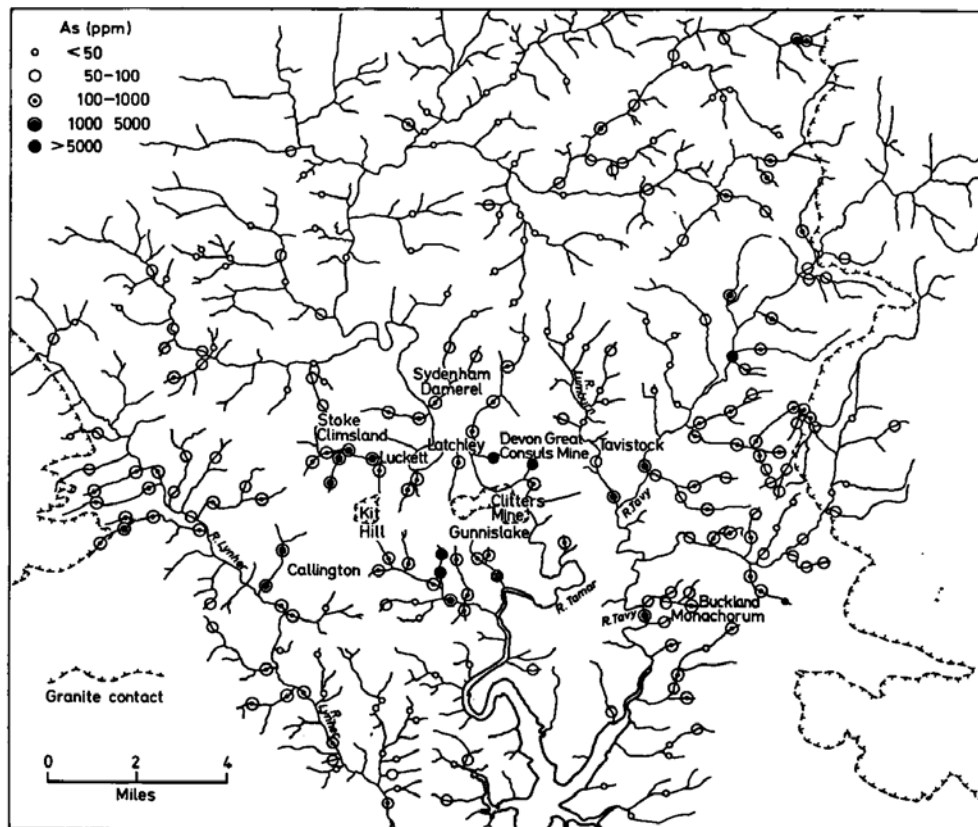 As (ppm)
<50
50-100
100-1000
1000 5000
>5000
Sydenham
Damerel
R. Lumburn
Stoke
Climsland
Luckett
Latchley
Devon Great
Consuls Mine
Tavistock
R. Tavy
Kit
Hill
Clitters
Mine
Gunnislake
R. Lynher
Callington
R. Tamar
R. Tavy
Buckland
Monachorum
Granite contact
R. Lynher
0 2 4
Miles